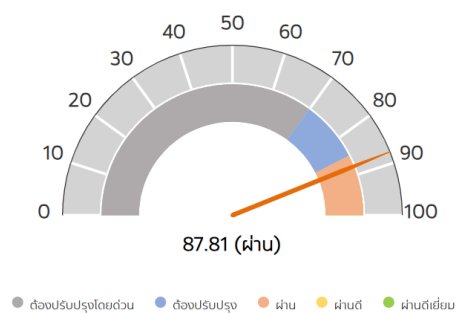 50
40
60
30
70
20
80
10
90
0
100
87.81 (ผ่าน)
ต้องปรับปรุงโดยด่วน
ต้องปรับปรุง
ผ่าน
ผ่านดี
ผ่านดีเยี่ยม